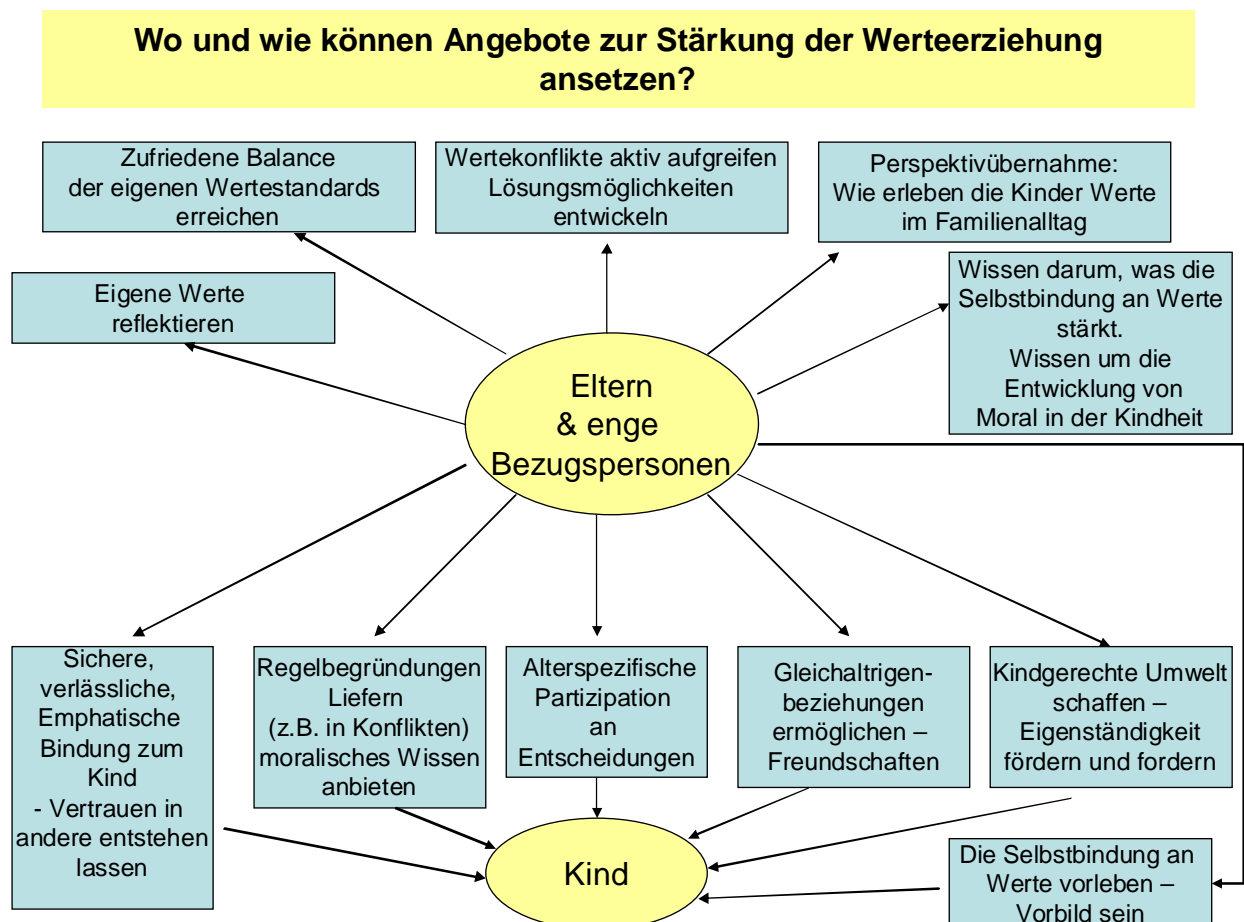 Wo und wie können Angebote zur Stärkung der Werteerziehung
ansetzen?
Zufriedene Balance
der eigenen Wertestandards
erreichen
Wertekonflikte aktiv aufgreifen
Lösungsmöglichkeiten
entwickeln
Perspektivübernahme:
Wie erleben die Kinder Werte
im Familienalltag
Eigene Werte
reflektieren
Wissen darum, was die
Selbstbindung an Werte
stärkt.
Wissen um die
Entwicklung von
Moral in der Kindheit
Eltern
& enge
Bezugspersonen
Sichere,
verlässliche,
Emphatische
Bindung zum
Kind
- Vertrauen in
andere entstehen
lassen
Regelbegründungen
Liefern
(z.B. in Konflikten)
moralisches Wissen
anbieten
Alterspezifische
Partizipation
an
Entscheidungen
Gleichaltrigen-
beziehungen
ermöglichen –
Freundschaften
Kindgerechte Umwelt
schaffen –
Eigenständigkeit
fördern und fordern
Kind
Die Selbstbindung an
Werte vorleben –
Vorbild sein